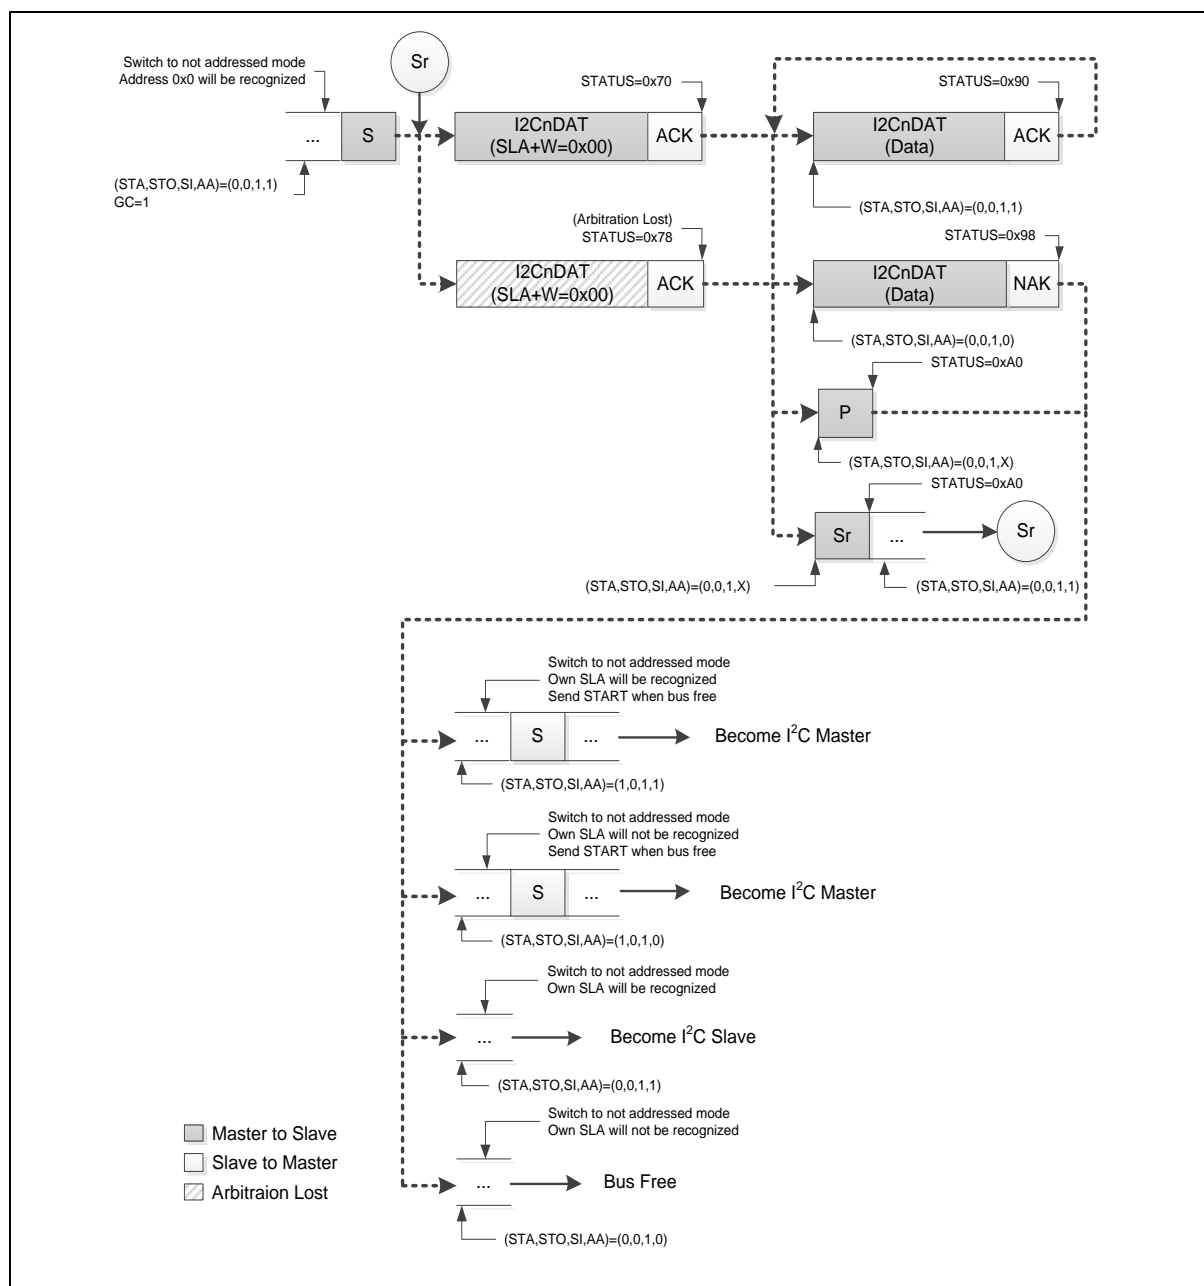 Switch to not addressed mode
Address 0x0 will be recognized
Sr
STATUS=0x70
STATUS=0x90
...
S
I2CnDAT
(SLA+W=0x00)
ACK
I2CnDAT
(Data)
ACK
(STA,STO,SI,AA)=(0,0,1,1)
GC=1
(STA,STO,SI,AA)=(0,0,1,1)
(Arbitration Lost)
STATUS=0x78
STATUS=0x98
I2CnDAT
(SLA+W=0x00)
ACK
I2CnDAT
(Data)
NAK
(STA,STO,SI,AA)=(0,0,1,0)
STATUS=0xA0
P
(STA,STO,SI,AA)=(0,0,1,X)
STATUS=0xA0
Sr
...
Sr
(STA,STO,SI,AA)=(0,0,1,X)
(STA,STO,SI,AA)=(0,0,1,1)
Switch to not addressed mode
Own SLA will be recognized
Send START when bus free
...
S
...
Become I²C Master
(STA,STO,SI,AA)=(1,0,1,1)
Switch to not addressed mode
Own SLA will not be recognized
Send START when bus free
...
S
...
Become I²C Master
(STA,STO,SI,AA)=(1,0,1,0)
Switch to not addressed mode
Own SLA will be recognized
...
Become I²C Slave
(STA,STO,SI,AA)=(0,0,1,1)
Switch to not addressed mode
Own SLA will not be recognized
...
Bus Free
(STA,STO,SI,AA)=(0,0,1,0)
Master to Slave
Slave to Master
Arbitraion Lost